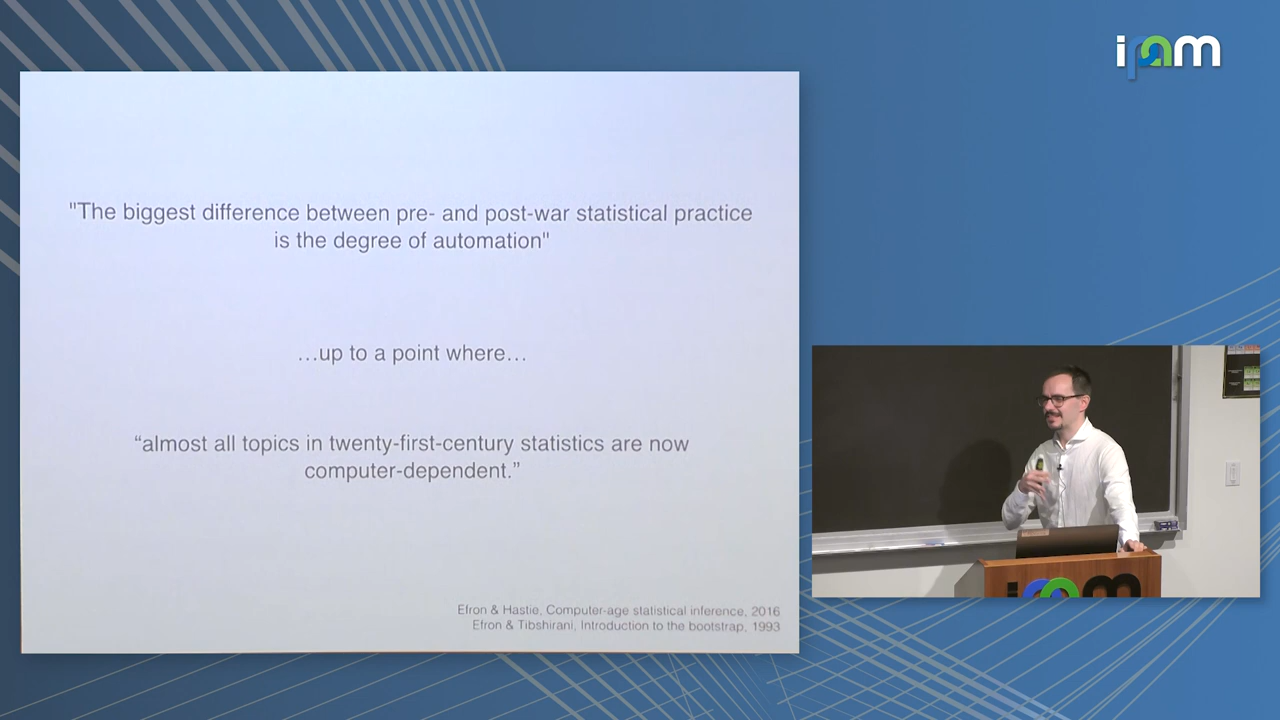 ipam
"The biggest difference between pre- and post-war statistical practice
is the degree of automation"
…up to a point where…
“almost all topics in twenty-first-century statistics are now
computer-dependent.”
Efron & Hastie, Computer-age statistical inference, 2016
Efron & Tibshirani, Introduction to the bootstrap, 1993
ipam